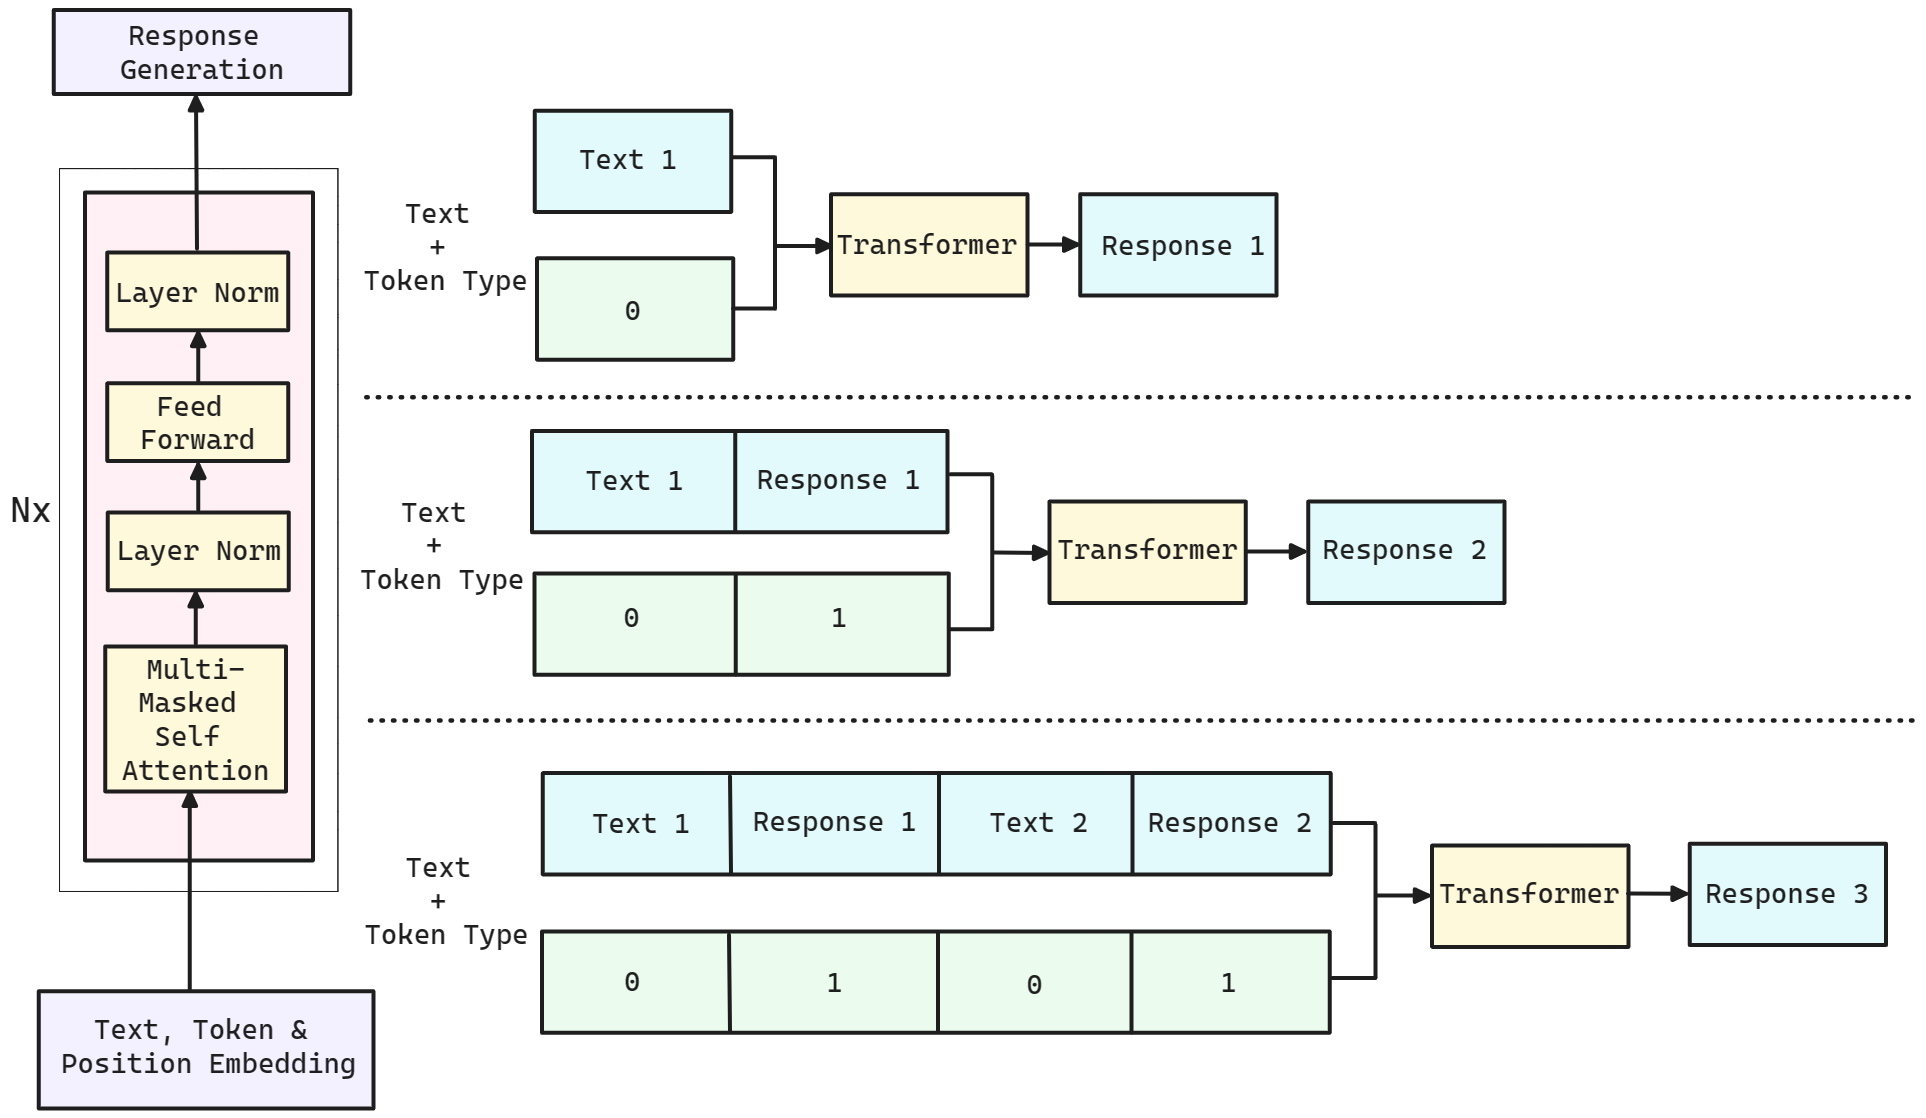 Response
Generation
Layer Norm
Feed
Forward
Nx
Layer Norm
Multi-
Masked
Self
Attention
Text, Token &
Position Embedding
Text
+
Token Type
Text 1
0
Transformer
Response 1
Text
+
Token Type
Text 1
Response 1
0
1
Transformer
Response 2
Text
+
Token Type
Text 1
Response 1
Text 2
Response 2
0
1
0
1
Transformer
Response 3